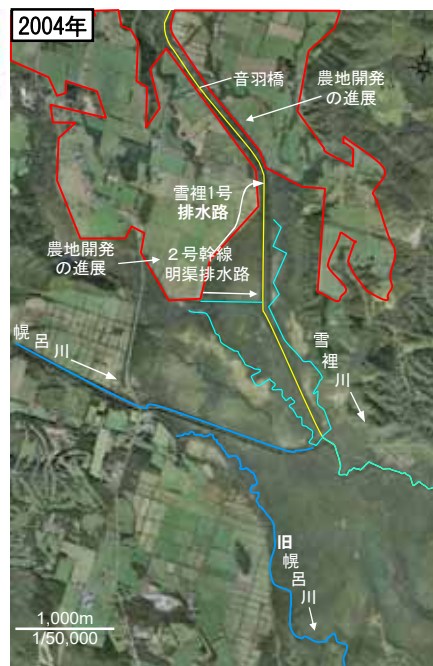 2004年
音羽橋
農地開発
の進展
雪裡1号
排水路
農地開発
の進展
２号幹線
明渠排水路
幌呂川
雪裡川
旧幌呂川
1,000m
1/50,000